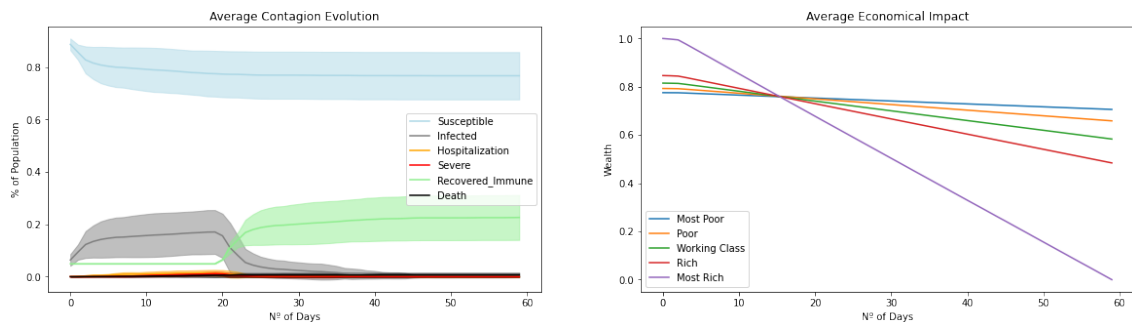 Average Contagion Evolution
% of Population
0.8
0.6
0.4
0.2
0.0
0 10 20 30 40 50 60
Nº of Days
Susceptible
Infected
Hospitalization
Severe
Recovered_Immune
Death
Average Economical Impact
Wealth
1.0
0.8
0.6
0.4
0.2
0.0
0 10 20 30 40 50 60
Nº of Days
Most Poor
Poor
Working Class
Rich
Most Rich